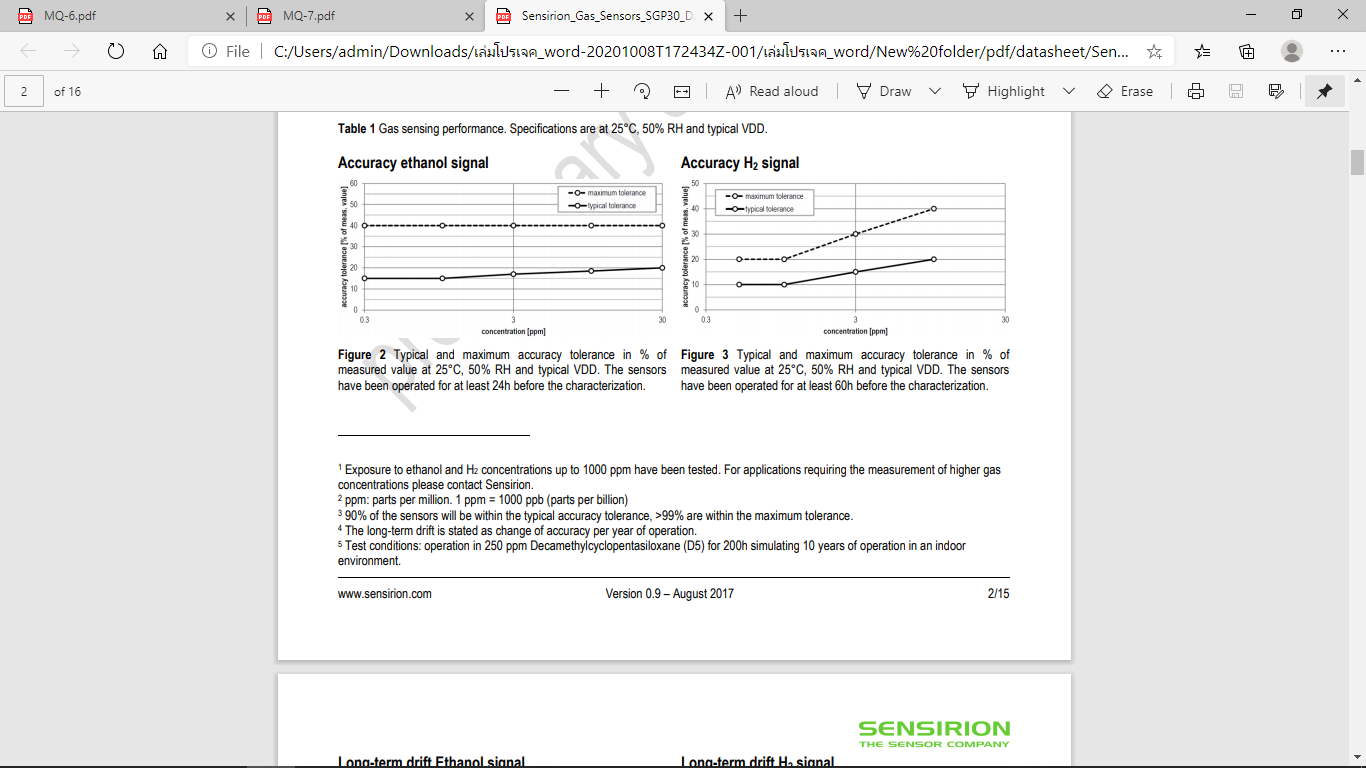 MQ-6.pdf
MQ-7.pdf
Sensirion_Gas_Sensors_SGP30_D
File
C:/Users/admin/Downloads/เล่มโปรเจค_word-20201008T172434Z-001/เล่มโปรเจค_word/New%20folder/pdf/datasheet/Sen...
2 of 16
Read aloud
Draw
Highlight
Erase
Table 1 Gas sensing performance. Specifications are at 25°C, 50% RH and typical VDD.
Accuracy ethanol signal
60
50
40
30
20
10
0
accuracy tolerance [% of meas. value]
maximum tolerance
typical tolerance
0.3 3 30
concentration [ppm]
Figure 2 Typical and maximum accuracy tolerance in % of
measured value at 25°C, 50% RH and typical VDD. The sensors
have been operated for at least 24h before the characterization.
Accuracy H₂ signal
50
40
30
20
10
0
accuracy tolerance [% of meas. value]
maximum tolerance
typical tolerance
0.3 3 30
concentration [ppm]
Figure 3 Typical and maximum accuracy tolerance in % of
measured value at 25°C, 50% RH and typical VDD. The sensors
have been operated for at least 60h before the characterization.
¹ Exposure to ethanol and H₂ concentrations up to 1000 ppm have been tested. For applications requiring the measurement of higher gas
concentrations please contact Sensirion.
² ppm: parts per million. 1 ppm = 1000 ppb (parts per billion)
³ 90% of the sensors will be within the typical accuracy tolerance, >99% are within the maximum tolerance.
⁴ The long-term drift is stated as change of accuracy per year of operation.
⁵ Test conditions: operation in 250 ppm Decamethylcyclopentasiloxane (D5) for 200h simulating 10 years of operation in an indoor
environment.
www.sensirion.com
Version 0.9 – August 2017
2/15
SENSIRION
THE SENSOR COMPANY
Long-term drift Ethanol signal
Long-term drift H₂ signal